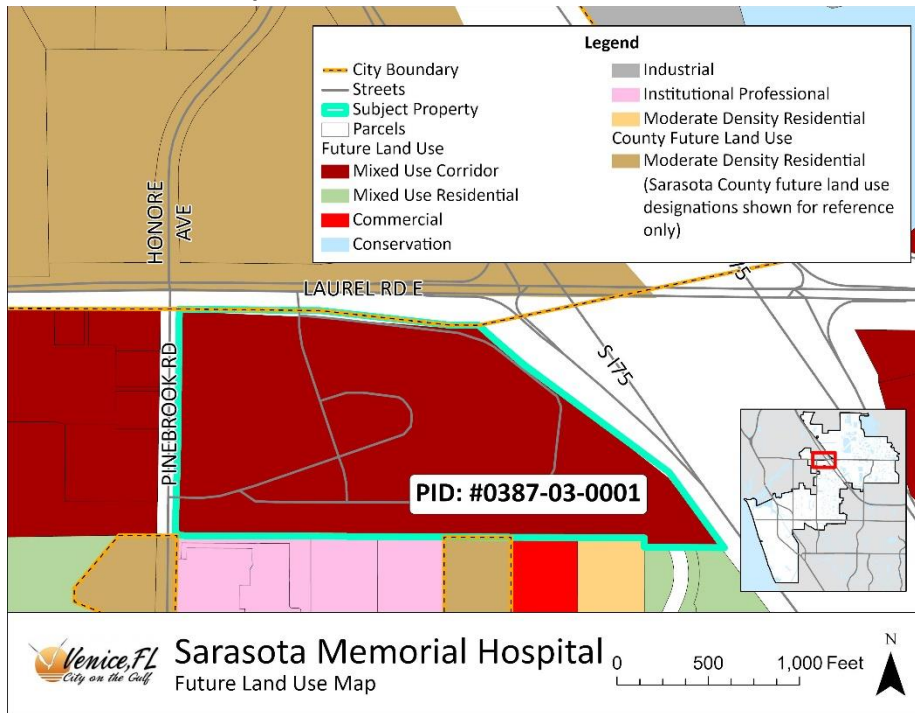 Legend
City Boundary
Streets
Subject Property
Parcels
Future Land Use
Mixed Use Corridor
Mixed Use Residential
Commercial
Conservation
Industrial
Institutional Professional
Moderate Density Residential
County Future Land Use
Moderate Density Residential
(Sarasota County future land use
designations shown for reference
only)
HONORE
AVE
LAUREL RD E
S I75
PINEBROOK RD
PID: #0387-03-0001
Venice, FL
City on the Gulf
Sarasota Memorial Hospital
Future Land Use Map
0 500 1,000 Feet
N